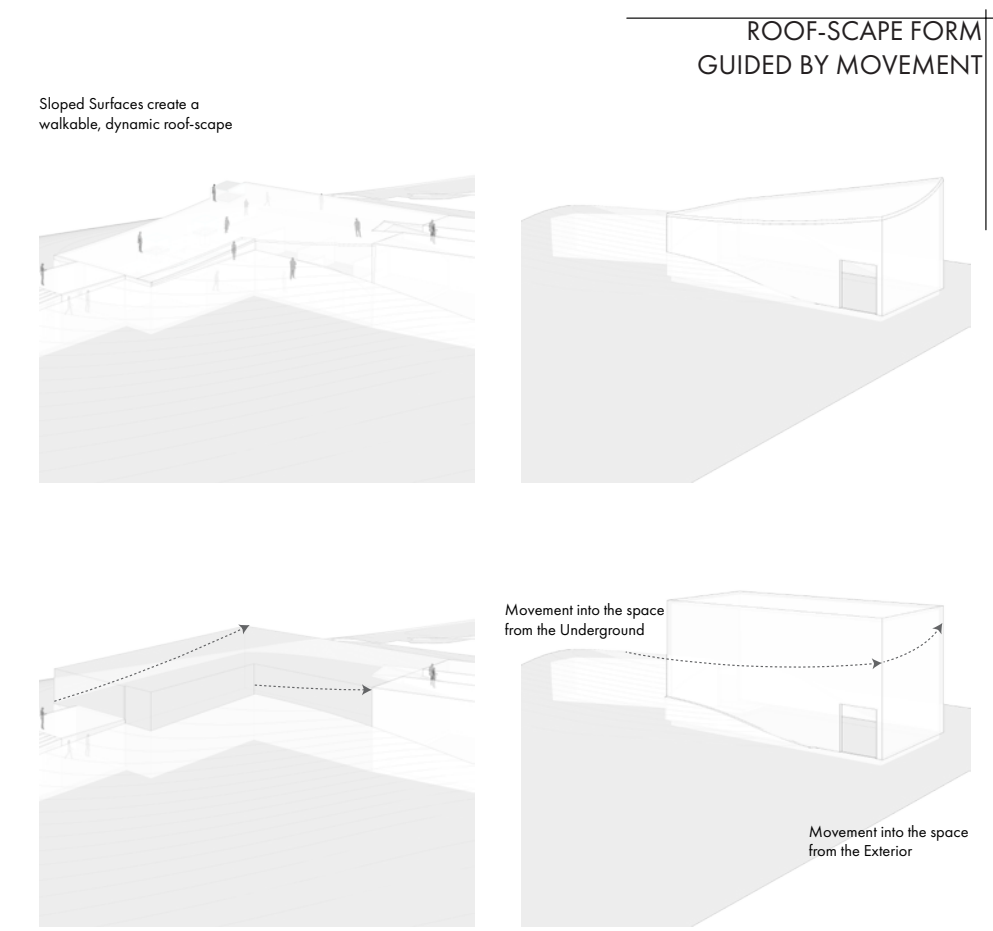 ROOF-SCAPE FORM
GUIDED BY MOVEMENT
Sloped Surfaces create a
walkable, dynamic roof-scape
Movement into the space
from the Underground
Movement into the space
from the Exterior